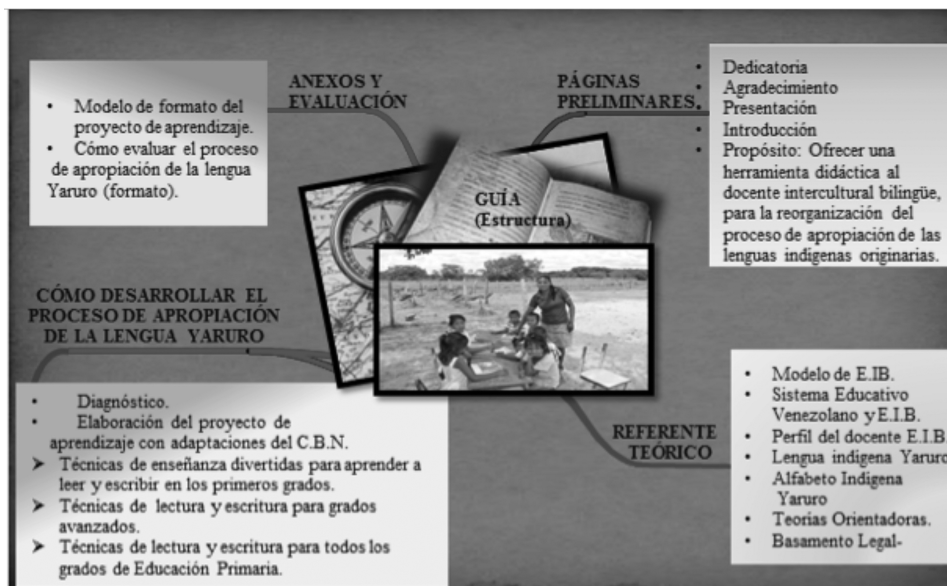 ANEXOS Y
EVALUACIÓN
• Modelo de formato del
proyecto de aprendizaje.
• Cómo evaluar el proceso
de apropiación de la lengua
Yaruro (formato).
PÁGINAS
PRELIMINARES.
• Dedicatoria
• Agradecimiento
• Presentación
• Introducción
• Propósito: Ofrecer una
herramienta didáctica al
docente intercultural bilingüe,
para la reorganización del
proceso de apropiación de las
lenguas indígenas originarias.
GUÍA
(Estructura)
CÓMO DESARROLLAR EL
PROCESO DE APROPIACIÓN
DE LA LENGUA YARURO
• Diagnóstico.
• Elaboración del proyecto de
aprendizaje con adaptaciones del C.B.N.
➢ Técnicas de enseñanza divertidas para aprender a
leer y escribir en los primeros grados.
➢ Técnicas de lectura y escritura para grados
avanzados.
➢ Técnicas de lectura y escritura para todos los
grados de Educación Primaria.
REFERENTE
TEÓRICO
• Modelo de E.IB.
• Sistema Educativo
Venezolano y E.I.B.
• Perfil del docente E.I.B
• Lengua indígena Yaruro
• Alfabeto Indígena
Yaruro
• Teorías Orientadoras.
• Basamento Legal-